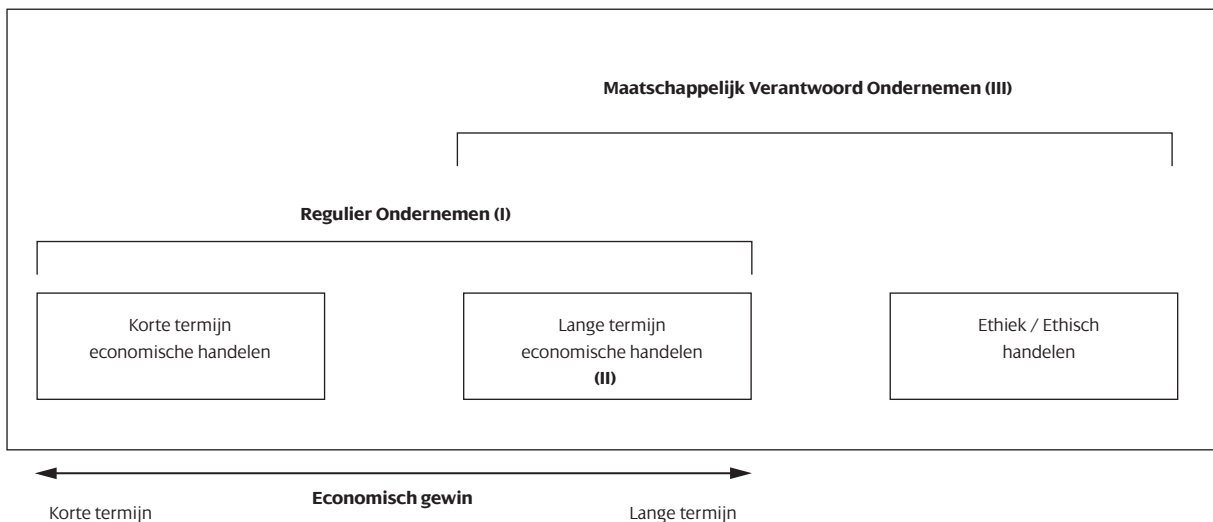 Maatschappelijk Verantwoord Ondernemen (III)
Regulier Ondernemen (I)
Korte termijn
economische handelen
Lange termijn
economische handelen
(II)
Ethiek / Ethisch
handelen
Economisch gewin
Korte termijn
Lange termijn